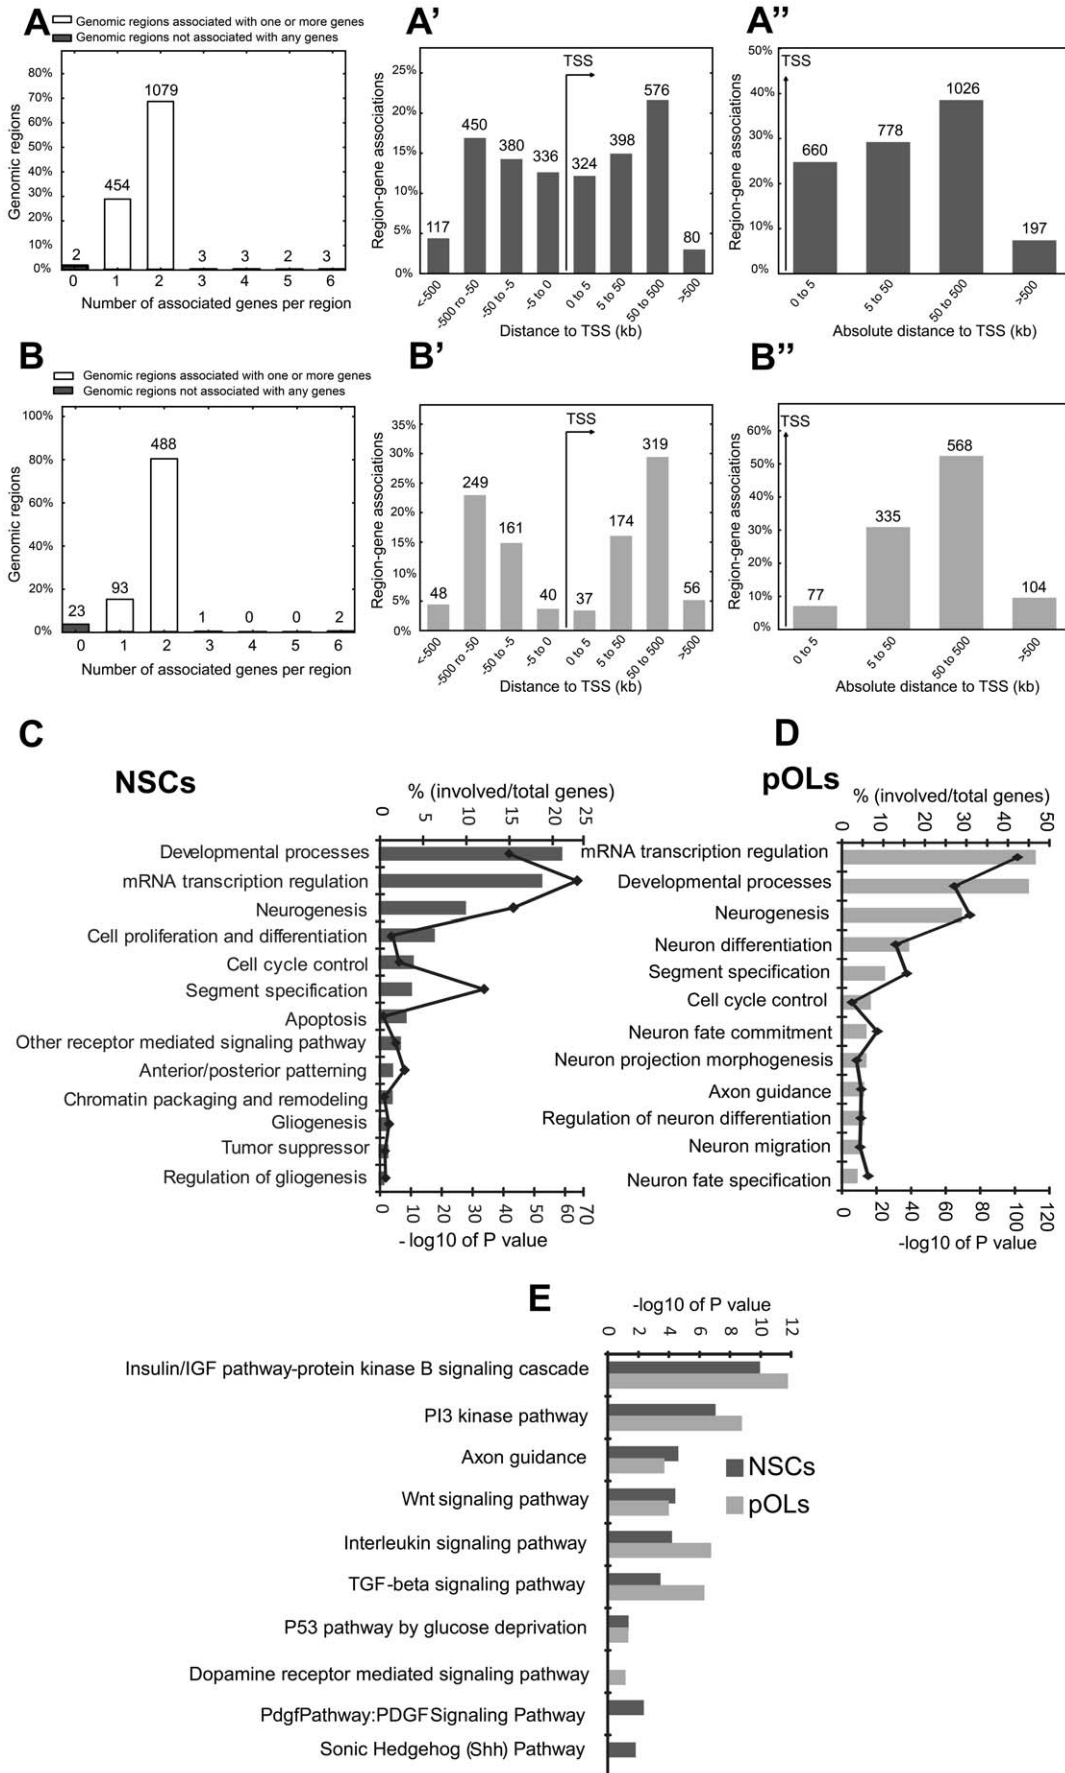 A
Genomic regions associated with one or more genes
Genomic regions not associated with any genes
Genomic regions
80%
70%
60%
50%
40%
30%
20%
10%
0%
2
454
1079
3
3
2
3
0 1 2 3 4 5 6
Number of associated genes per region
A’
Region-gene associations
25%
20%
15%
10%
5%
0%
TSS
117
450
380
336
324
398
576
80
<-500
-500 ro -50
-50 to -5
-5 to 0
0 to 5
5 to 50
50 to 500
>500
Distance to TSS (kb)
A’’
Region-gene associations
50%
40%
30%
20%
10%
0%
TSS
660
778
1026
197
0 to 5
5 to 50
50 to 500
>500
Absolute distance to TSS (kb)
B
Genomic regions associated with one or more genes
Genomic regions not associated with any genes
Genomic regions
100%
80%
60%
40%
20%
0%
23
93
488
1
0
0
2
0 1 2 3 4 5 6
Number of associated genes per region
B’
Region-gene associations
35%
30%
25%
20%
15%
10%
5%
0%
TSS
48
249
161
40
37
174
319
56
<-500
-500 ro -50
-50 to -5
-5 to 0
0 to 5
5 to 50
50 to 500
>500
Distance to TSS (kb)
B’’
Region-gene associations
60%
50%
40%
30%
20%
10%
0%
TSS
77
335
568
104
0 to 5
5 to 50
50 to 500
>500
Absolute distance to TSS (kb)
C
NSCs
% (involved/total genes)
0 5 10 15 20 25
Developmental processes
mRNA transcription regulation
Neurogenesis
Cell proliferation and differentiation
Cell cycle control
Segment specification
Apoptosis
Other receptor mediated signaling pathway
Anterior/posterior patterning
Chromatin packaging and remodeling
Gliogenesis
Tumor suppressor
Regulation of gliogenesis
0 10 20 30 40 50 60 70
- log10 of P value
D
pOLs
% (involved/total genes)
0 10 20 30 40 50
mRNA transcription regulation
Developmental processes
Neurogenesis
Neuron differentiation
Segment specification
Cell cycle control
Neuron fate commitment
Neuron projection morphogenesis
Axon guidance
Regulation of neuron differentiation
Neuron migration
Neuron fate specification
0 20 40 60 80 100 120
-log10 of P value
E
-log10 of P value
0 2 4 6 8 10 12
Insulin/IGF pathway-protein kinase B signaling cascade
PI3 kinase pathway
Axon guidance
Wnt signaling pathway
Interleukin signaling pathway
TGF-beta signaling pathway
P53 pathway by glucose deprivation
Dopamine receptor mediated signaling pathway
PdgfPathway:PDGF Signaling Pathway
Sonic Hedgehog (Shh) Pathway
NSCs
pOLs